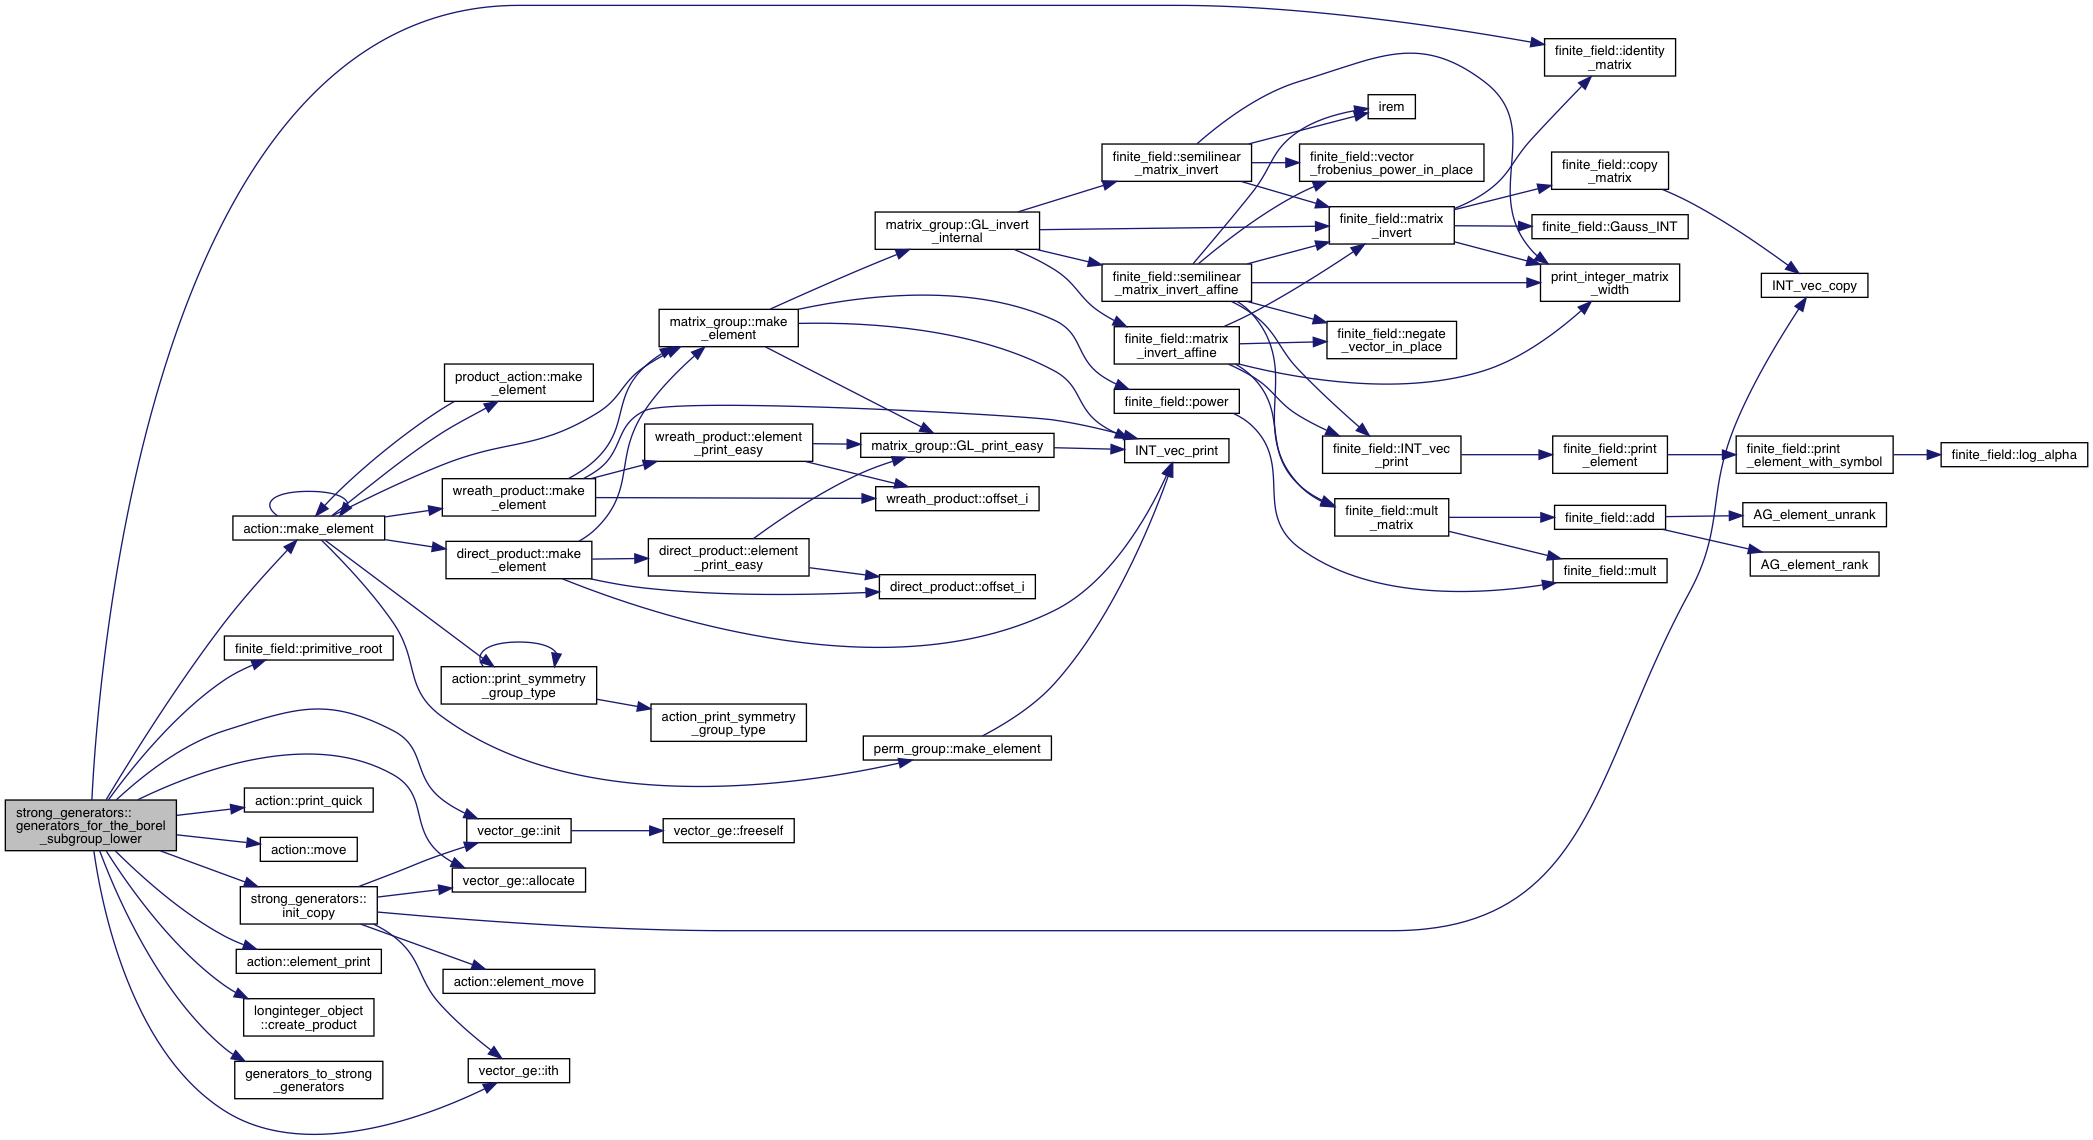 strong_generators::
generators_for_the_borel
_subgroup_lower
action::make_element
finite_field::primitive_root
action::print_quick
action::move
strong_generators::
init_copy
action::element_print
longinteger_object
::create_product
generators_to_strong
_generators
product_action::make
_element
wreath_product::make
_element
direct_product::make
_element
action::print_symmetry
_group_type
vector_ge::init
vector_ge::allocate
action::element_move
vector_ge::ith
matrix_group::make
_element
wreath_product::element
_print_easy
direct_product::element
_print_easy
action_print_symmetry
_group_type
vector_ge::freeself
matrix_group::GL_invert
_internal
matrix_group::GL_print_easy
wreath_product::offset_i
direct_product::offset_i
perm_group::make_element
finite_field::semilinear
_matrix_invert
finite_field::semilinear
_matrix_invert_affine
finite_field::matrix
_invert_affine
finite_field::power
INT_vec_print
irem
finite_field::vector
_frobenius_power_in_place
finite_field::matrix
_invert
finite_field::negate
_vector_in_place
finite_field::INT_vec
_print
finite_field::mult
_matrix
finite_field::identity
_matrix
finite_field::copy
_matrix
finite_field::Gauss_INT
print_integer_matrix
_width
finite_field::print
_element
finite_field::add
finite_field::mult
INT_vec_copy
finite_field::print
_element_with_symbol
AG_element_unrank
AG_element_rank
finite_field::log_alpha